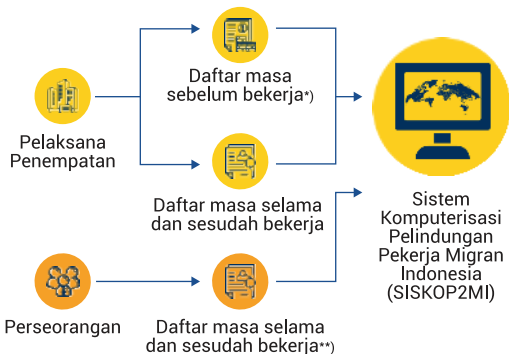 Daftar masa
sebelum bekerja*)
Pelaksana
Penempatan
Daftar masa selama
dan sesudah bekerja
Sistem
Komputerisasi
Pelindungan
Pekerja Migran
Indonesia
(SISKOP2MI)
Perseorangan
Daftar masa selama
dan sesudah bekerja**)